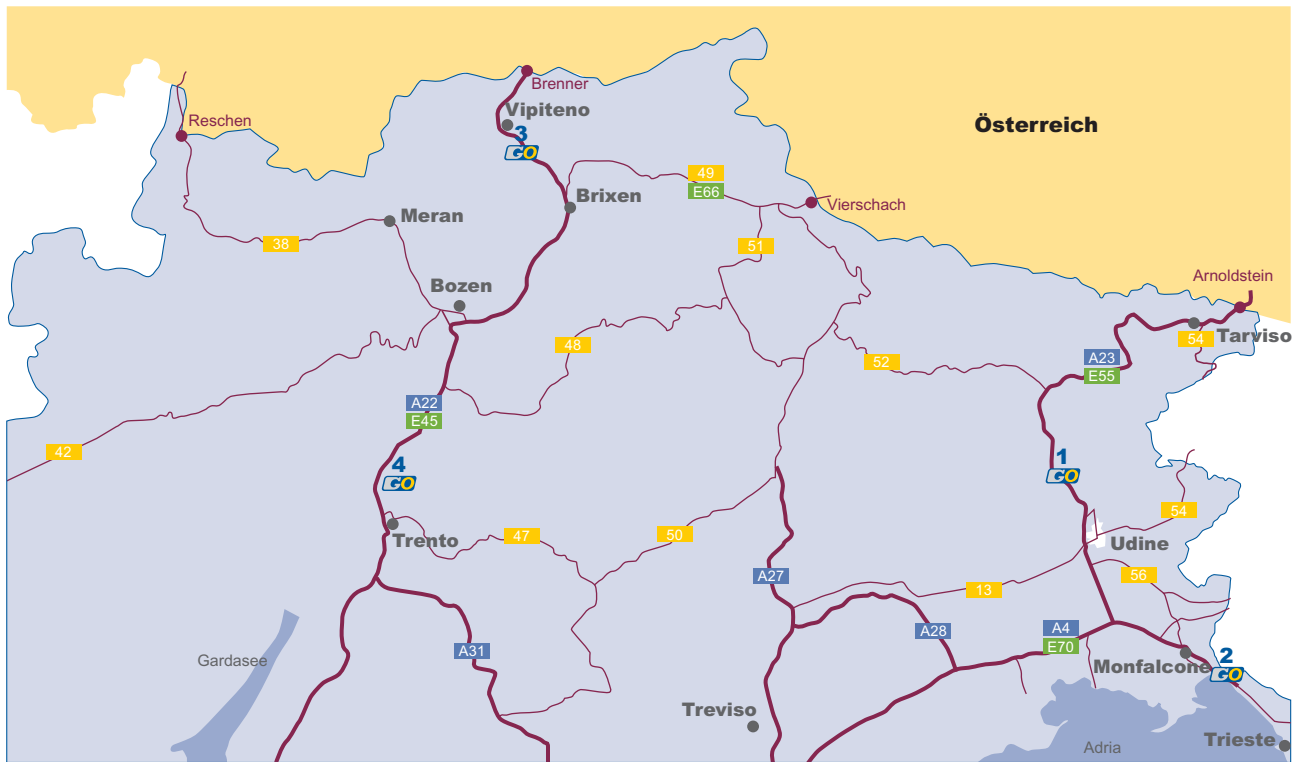 Brenner
Vipiteno
3
GO
Reschen
Österreich
49
E66
Brixen
Vierschach
Meran
38
51
Arnoldstein
Bozen
54
Tarviso
48
52
A23
E55
A22
E45
42
4
GO
1
GO
54
Trento
47
50
Udine
A27
56
13
A28
A4
E70
A31
Gardasee
Monfalcone
2
GO
Treviso
Adria
Trieste